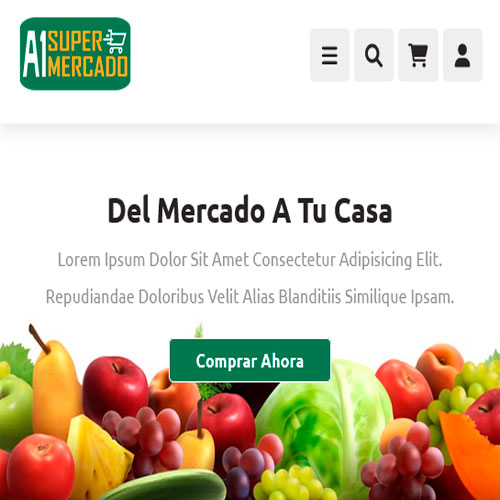 A1 SUPER
MERCADO
Del Mercado A Tu Casa
Lorem Ipsum Dolor Sit Amet Consectetur Adipisicing Elit.
Repudiandae Doloribus Velit Alias Blanditiis Similique Ipsam.
Comprar Ahora